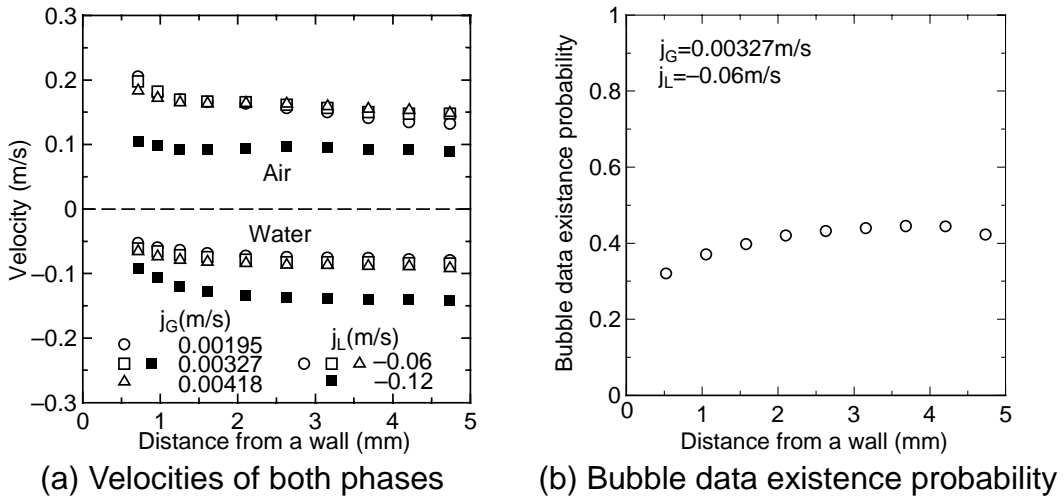 0.3
0.2
0.1
0
−0.1
−0.2
−0.3
Velocity (m/s)
Air
Water
jG(m/s)
0.00195
0.00327
0.00418
jL(m/s)
−0.06
−0.12
0 1 2 3 4 5
Distance from a wall (mm)
(a) Velocities of both phases
1
0.8
0.6
0.4
0.2
0
Bubble data existance probability
jG=0.00327m/s
jL=−0.06m/s
0 1 2 3 4 5
Distance from a wall (mm)
(b) Bubble data existence probability